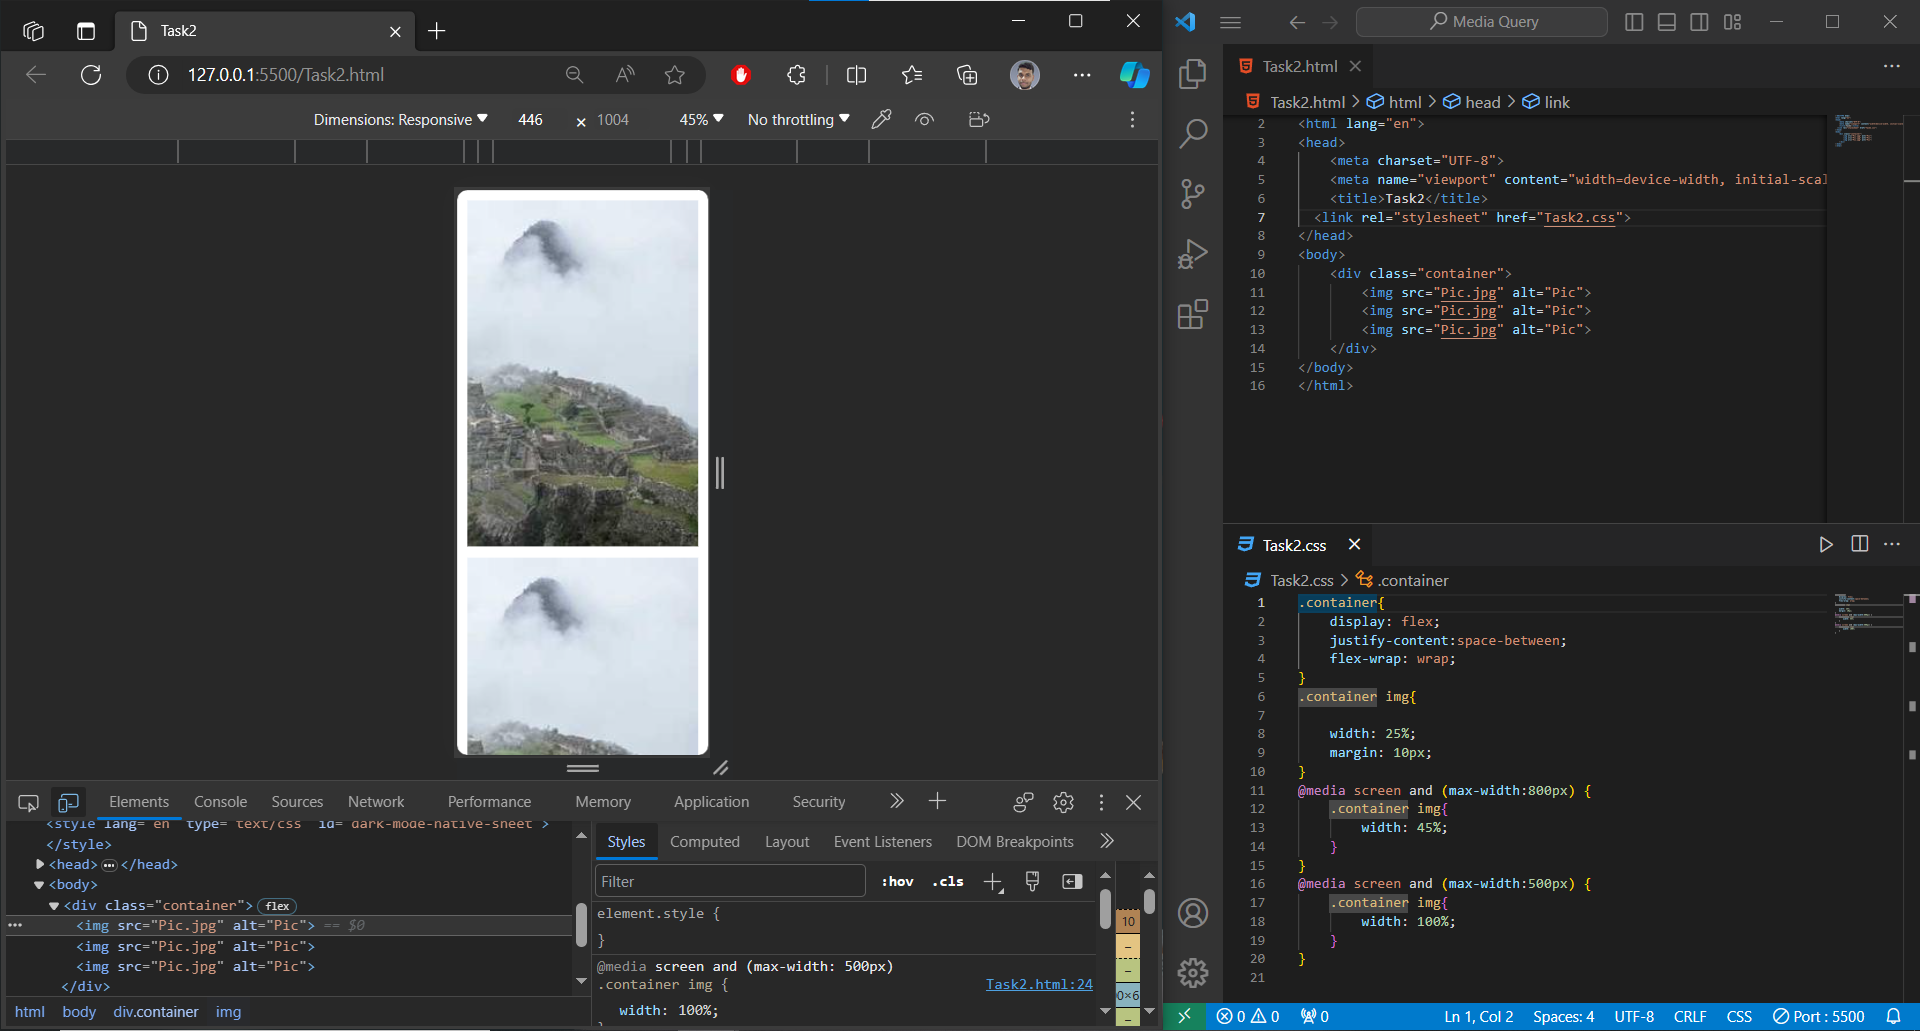 Task2
127.0.0.1:5500/Task2.html
Dimensions: Responsive 446 × 1004 45% No throttling
Elements Console Sources Network Performance Memory Application Security
<style lang="en" type="text/css" id="dark-mode-native-sheet">
</style>
<head> ••• </head>
<body>
<div class="container"> flex
••• <img src="Pic.jpg" alt="Pic"> == $0
<img src="Pic.jpg" alt="Pic">
<img src="Pic.jpg" alt="Pic">
</div>
html body div.container img
Styles Computed Layout Event Listeners DOM Breakpoints
Filter :hov .cls
element.style {
}
@media screen and (max-width: 500px)
.container img { Task2.html:24
width: 100%;
10
–
–
0×6
–
Media Query
Task2.html
Task2.html > html > head > link
2 <html lang="en">
3 <head>
4 <meta charset="UTF-8">
5 <meta name="viewport" content="width=device-width, initial-scal
6 <title>Task2</title>
7 <link rel="stylesheet" href="Task2.css">
8 </head>
9 <body>
10 <div class="container">
11 <img src="Pic.jpg" alt="Pic">
12 <img src="Pic.jpg" alt="Pic">
13 <img src="Pic.jpg" alt="Pic">
14 </div>
15 </body>
16 </html>
Task2.css
Task2.css > .container
1 .container{
2 display: flex;
3 justify-content:space-between;
4 flex-wrap: wrap;
5 }
6 .container img{
7
8 width: 25%;
9 margin: 10px;
10 }
11 @media screen and (max-width:800px) {
12 .container img{
13 width: 45%;
14 }
15 }
16 @media screen and (max-width:500px) {
17 .container img{
18 width: 100%;
19 }
20 }
21
0 0 0 Ln 1, Col 2 Spaces: 4 UTF-8 CRLF CSS Port : 5500